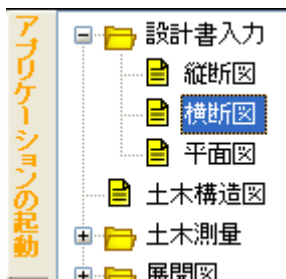 アプリケーションの起動
設計書入力
縦断図
横断図
平面図
土木構造図
土木測量
展開図